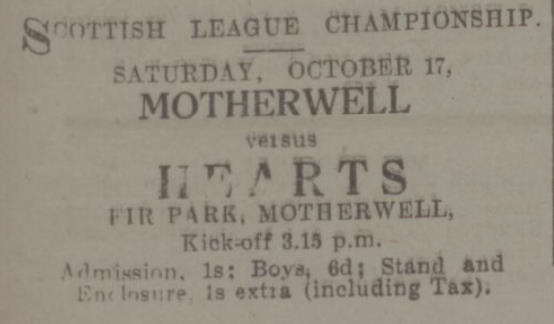 SCOTTISH LEAGUE CHAMPIONSHIP.
SATURDAY, OCTOBER 17,
MOTHERWELL
versus
HEARTS
FIR PARK, MOTHERWELL,
Kick-off 3.15 p.m.
Admission, 1s; Boys, 6d; Stand and
Enclosure, 1s extra (including Tax).